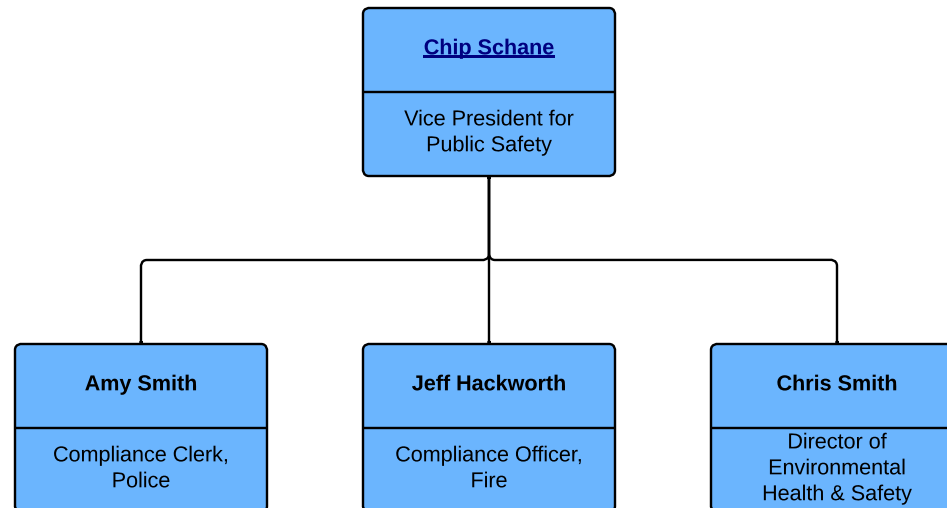 Chip Schane
Vice President for
Public Safety
Amy Smith
Compliance Clerk,
Police
Jeff Hackworth
Compliance Officer,
Fire
Chris Smith
Director of
Environmental
Health & Safety